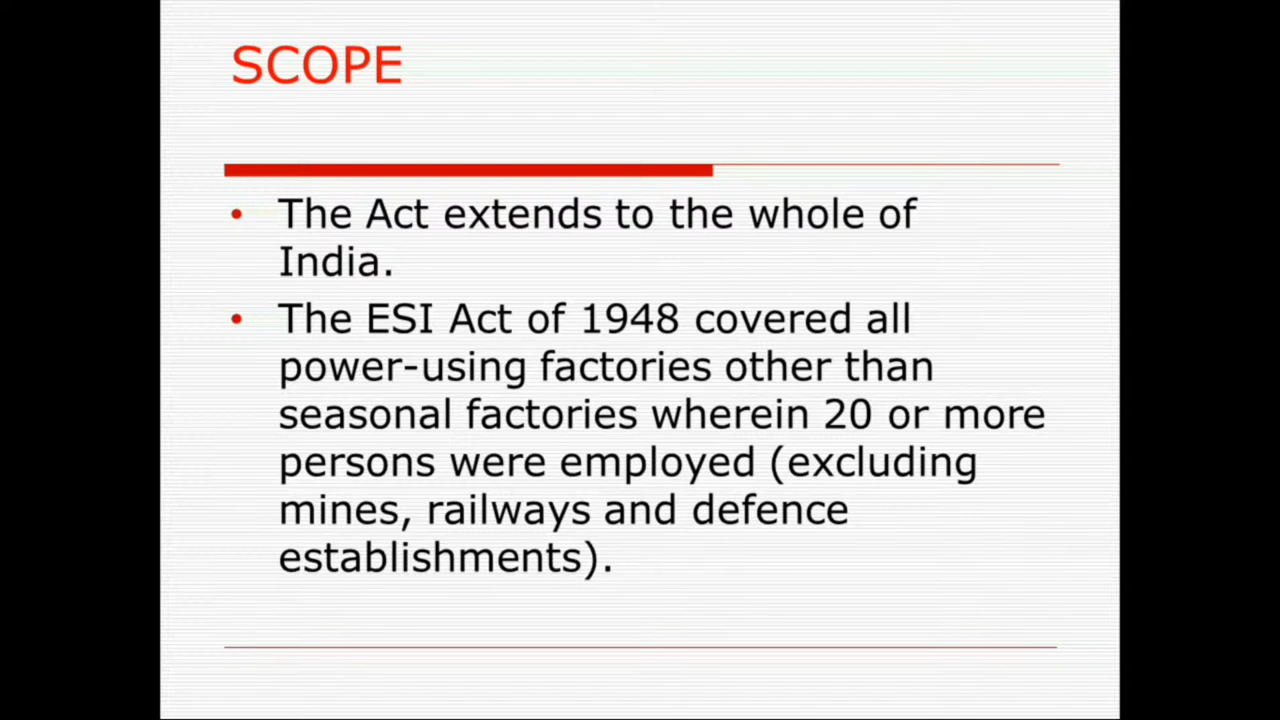 SCOPE
• The Act extends to the whole of
India.
• The ESI Act of 1948 covered all
power-using factories other than
seasonal factories wherein 20 or more
persons were employed (excluding
mines, railways and defence
establishments).